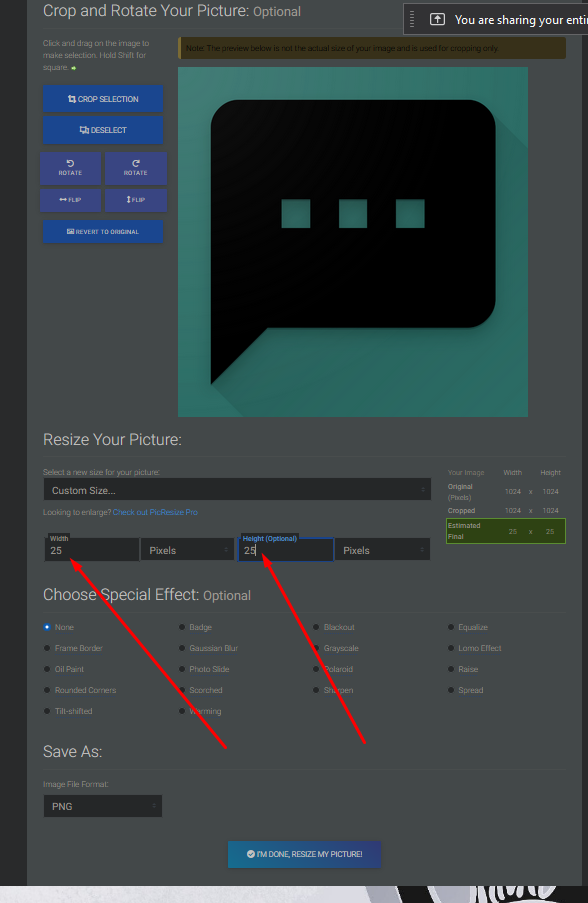 Crop and Rotate Your Picture: Optional
You are sharing your enti
Click and drag on the image to
make selection. Hold Shift for
square.
Note: The preview below is not the actual size of your image and is used for cropping only
CROP SELECTION
DESELECT
ROTATE ROTATE
FLIP FLIP
REVERT TO ORIGINAL
Resize Your Picture:
Select a new size for your picture:
Custom Size...
Looking to enlarge? Check out PicResize Pro
Your Image Width Height
Original
(Pixels) 1024 x 1024
Cropped 1024 x 1024
Estimated
Final 25 x 25
Width Height (Optional)
25 Pixels 25 Pixels
Choose Special Effect: Optional
None Badge Blackout Equalize
Frame Border Gaussian Blur Grayscale Lomo Effect
Oil Paint Photo Slide Polaroid Raise
Rounded Corners Scorched Sharpen Spread
Tilt-shifted Warming
Save As:
Image File Format:
PNG
I'M DONE, RESIZE MY PICTURE!